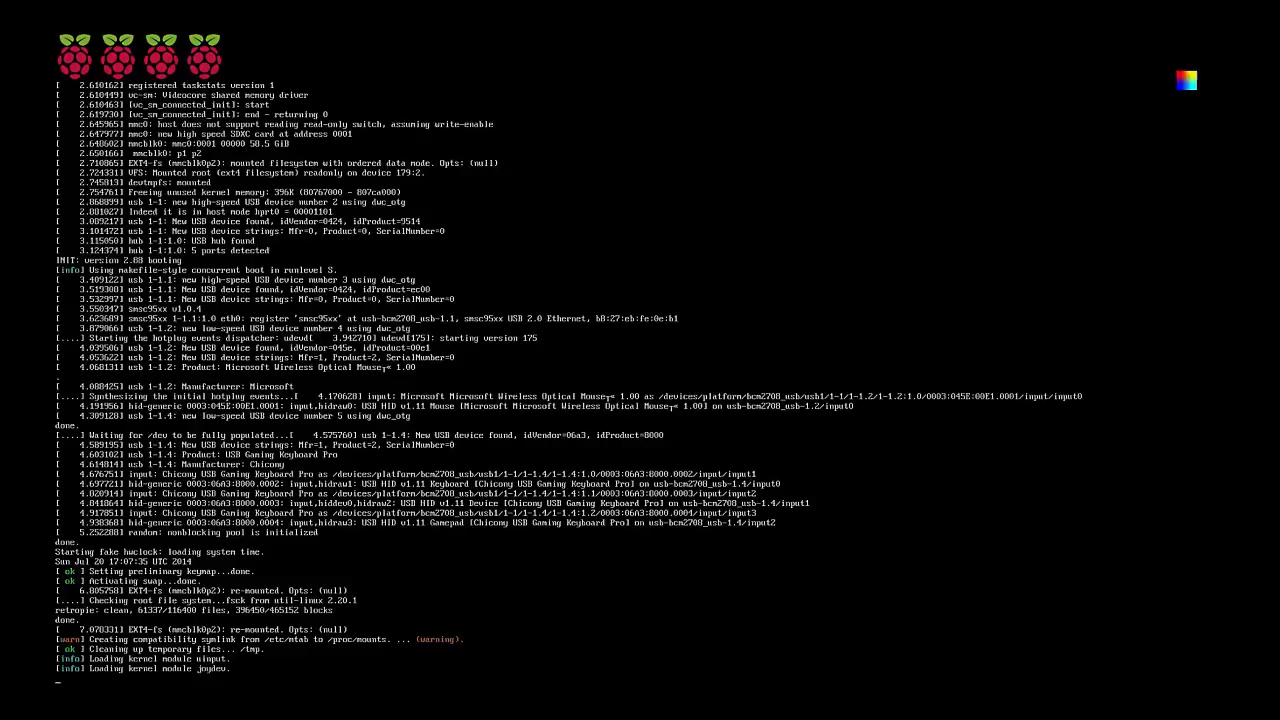 [    2.610162] registered taskstats version 1
[    2.610449] vc-sm: Videocore shared memory driver
[    2.610463] [vc_sm_connected_init]: start
[    2.619730] [vc_sm_connected_init]: end - returning 0
[    2.645965] mmc0: host does not support reading read-only switch, assuming write-enable
[    2.647977] mmc0: new high speed SDXC card at address 0001
[    2.648602] mmcblk0: mmc0:0001 00000 58.5 GiB
[    2.650166]  mmcblk0: p1 p2
[    2.710865] EXT4-fs (mmcblk0p2): mounted filesystem with ordered data mode. Opts: (null)
[    2.724331] VFS: Mounted root (ext4 filesystem) readonly on device 179:2.
[    2.745813] devtmpfs: mounted
[    2.754761] Freeing unused kernel memory: 396K (80767000 - 807ca000)
[    2.868899] usb 1-1: new high-speed USB device number 2 using dwc_otg
[    2.881027] Indeed it is in host mode hprt0 = 00001101
[    3.089217] usb 1-1: New USB device found, idVendor=0424, idProduct=9514
[    3.101472] usb 1-1: New USB device strings: Mfr=0, Product=0, SerialNumber=0
[    3.115050] hub 1-1:1.0: USB hub found
[    3.124374] hub 1-1:1.0: 5 ports detected
INIT: version 2.88 booting
[info] Using makefile-style concurrent boot in runlevel S.
[    3.409122] usb 1-1.1: new high-speed USB device number 3 using dwc_otg
[    3.519308] usb 1-1.1: New USB device found, idVendor=0424, idProduct=ec00
[    3.532997] usb 1-1.1: New USB device strings: Mfr=0, Product=0, SerialNumber=0
[    3.550347] smsc95xx v1.0.4
[    3.623689] smsc95xx 1-1.1:1.0 eth0: register 'smsc95xx' at usb-bcm2708_usb-1.1, smsc95xx USB 2.0 Ethernet, b8:27:eb:fe:0e:b1
[    3.879066] usb 1-1.2: new low-speed USB device number 4 using dwc_otg
[....] Starting the hotplug events dispatcher: udevd[    3.942710] udevd[175]: starting version 175
[    4.039506] usb 1-1.2: New USB device found, idVendor=045e, idProduct=00e1
[    4.053622] usb 1-1.2: New USB device strings: Mfr=1, Product=2, SerialNumber=0
[    4.068131] usb 1-1.2: Product: Microsoft Wireless Optical Mouse┬« 1.00
.
[    4.088425] usb 1-1.2: Manufacturer: Microsoft
[....] Synthesizing the initial hotplug events...[    4.170628] input: Microsoft Microsoft Wireless Optical Mouse┬« 1.00 as /devices/platform/bcm2708_usb/usb1/1-1/1-1.2/1-1.2:1.0/0003:045E:00E1.0001/input/input0
[    4.191956] hid-generic 0003:045E:00E1.0001: input,hidraw0: USB HID v1.11 Mouse [Microsoft Microsoft Wireless Optical Mouse┬« 1.00] on usb-bcm2708_usb-1.2/input0
[    4.309128] usb 1-1.4: new low-speed USB device number 5 using dwc_otg
done.
[....] Waiting for /dev to be fully populated...[    4.575760] usb 1-1.4: New USB device found, idVendor=06a3, idProduct=8000
[    4.589195] usb 1-1.4: New USB device strings: Mfr=1, Product=2, SerialNumber=0
[    4.603102] usb 1-1.4: Product: USB Gaming Keyboard Pro
[    4.614814] usb 1-1.4: Manufacturer: Chicony
[    4.676751] input: Chicony USB Gaming Keyboard Pro as /devices/platform/bcm2708_usb/usb1/1-1/1-1.4/1-1.4:1.0/0003:06A3:8000.0002/input/input1
[    4.697721] hid-generic 0003:06A3:8000.0002: input,hidraw1: USB HID v1.11 Keyboard [Chicony USB Gaming Keyboard Pro] on usb-bcm2708_usb-1.4/input0
[    4.820914] input: Chicony USB Gaming Keyboard Pro as /devices/platform/bcm2708_usb/usb1/1-1/1-1.4/1-1.4:1.1/0003:06A3:8000.0003/input/input2
[    4.841864] hid-generic 0003:06A3:8000.0003: input,hiddev0,hidraw2: USB HID v1.11 Device [Chicony USB Gaming Keyboard Pro] on usb-bcm2708_usb-1.4/input1
[    4.917851] input: Chicony USB Gaming Keyboard Pro as /devices/platform/bcm2708_usb/usb1/1-1/1-1.4/1-1.4:1.2/0003:06A3:8000.0004/input/input3
[    4.938368] hid-generic 0003:06A3:8000.0004: input,hidraw3: USB HID v1.11 Gamepad [Chicony USB Gaming Keyboard Pro] on usb-bcm2708_usb-1.4/input2
[    5.252288] random: nonblocking pool is initialized
done.
Starting fake hwclock: loading system time.
Sun Jul 20 17:07:35 UTC 2014
[ ok ] Setting preliminary keymap...done.
[ ok ] Activating swap...done.
[    6.805758] EXT4-fs (mmcblk0p2): re-mounted. Opts: (null)
[....] Checking root file system...fsck from util-linux 2.20.1
retropie: clean, 61337/116400 files, 396450/465152 blocks
done.
[    7.078331] EXT4-fs (mmcblk0p2): re-mounted. Opts: (null)
[warn] Creating compatibility symlink from /etc/mtab to /proc/mounts. ... (warning).
[ ok ] Cleaning up temporary files... /tmp.
[info] Loading kernel module uinput.
[info] Loading kernel module joydev.
_